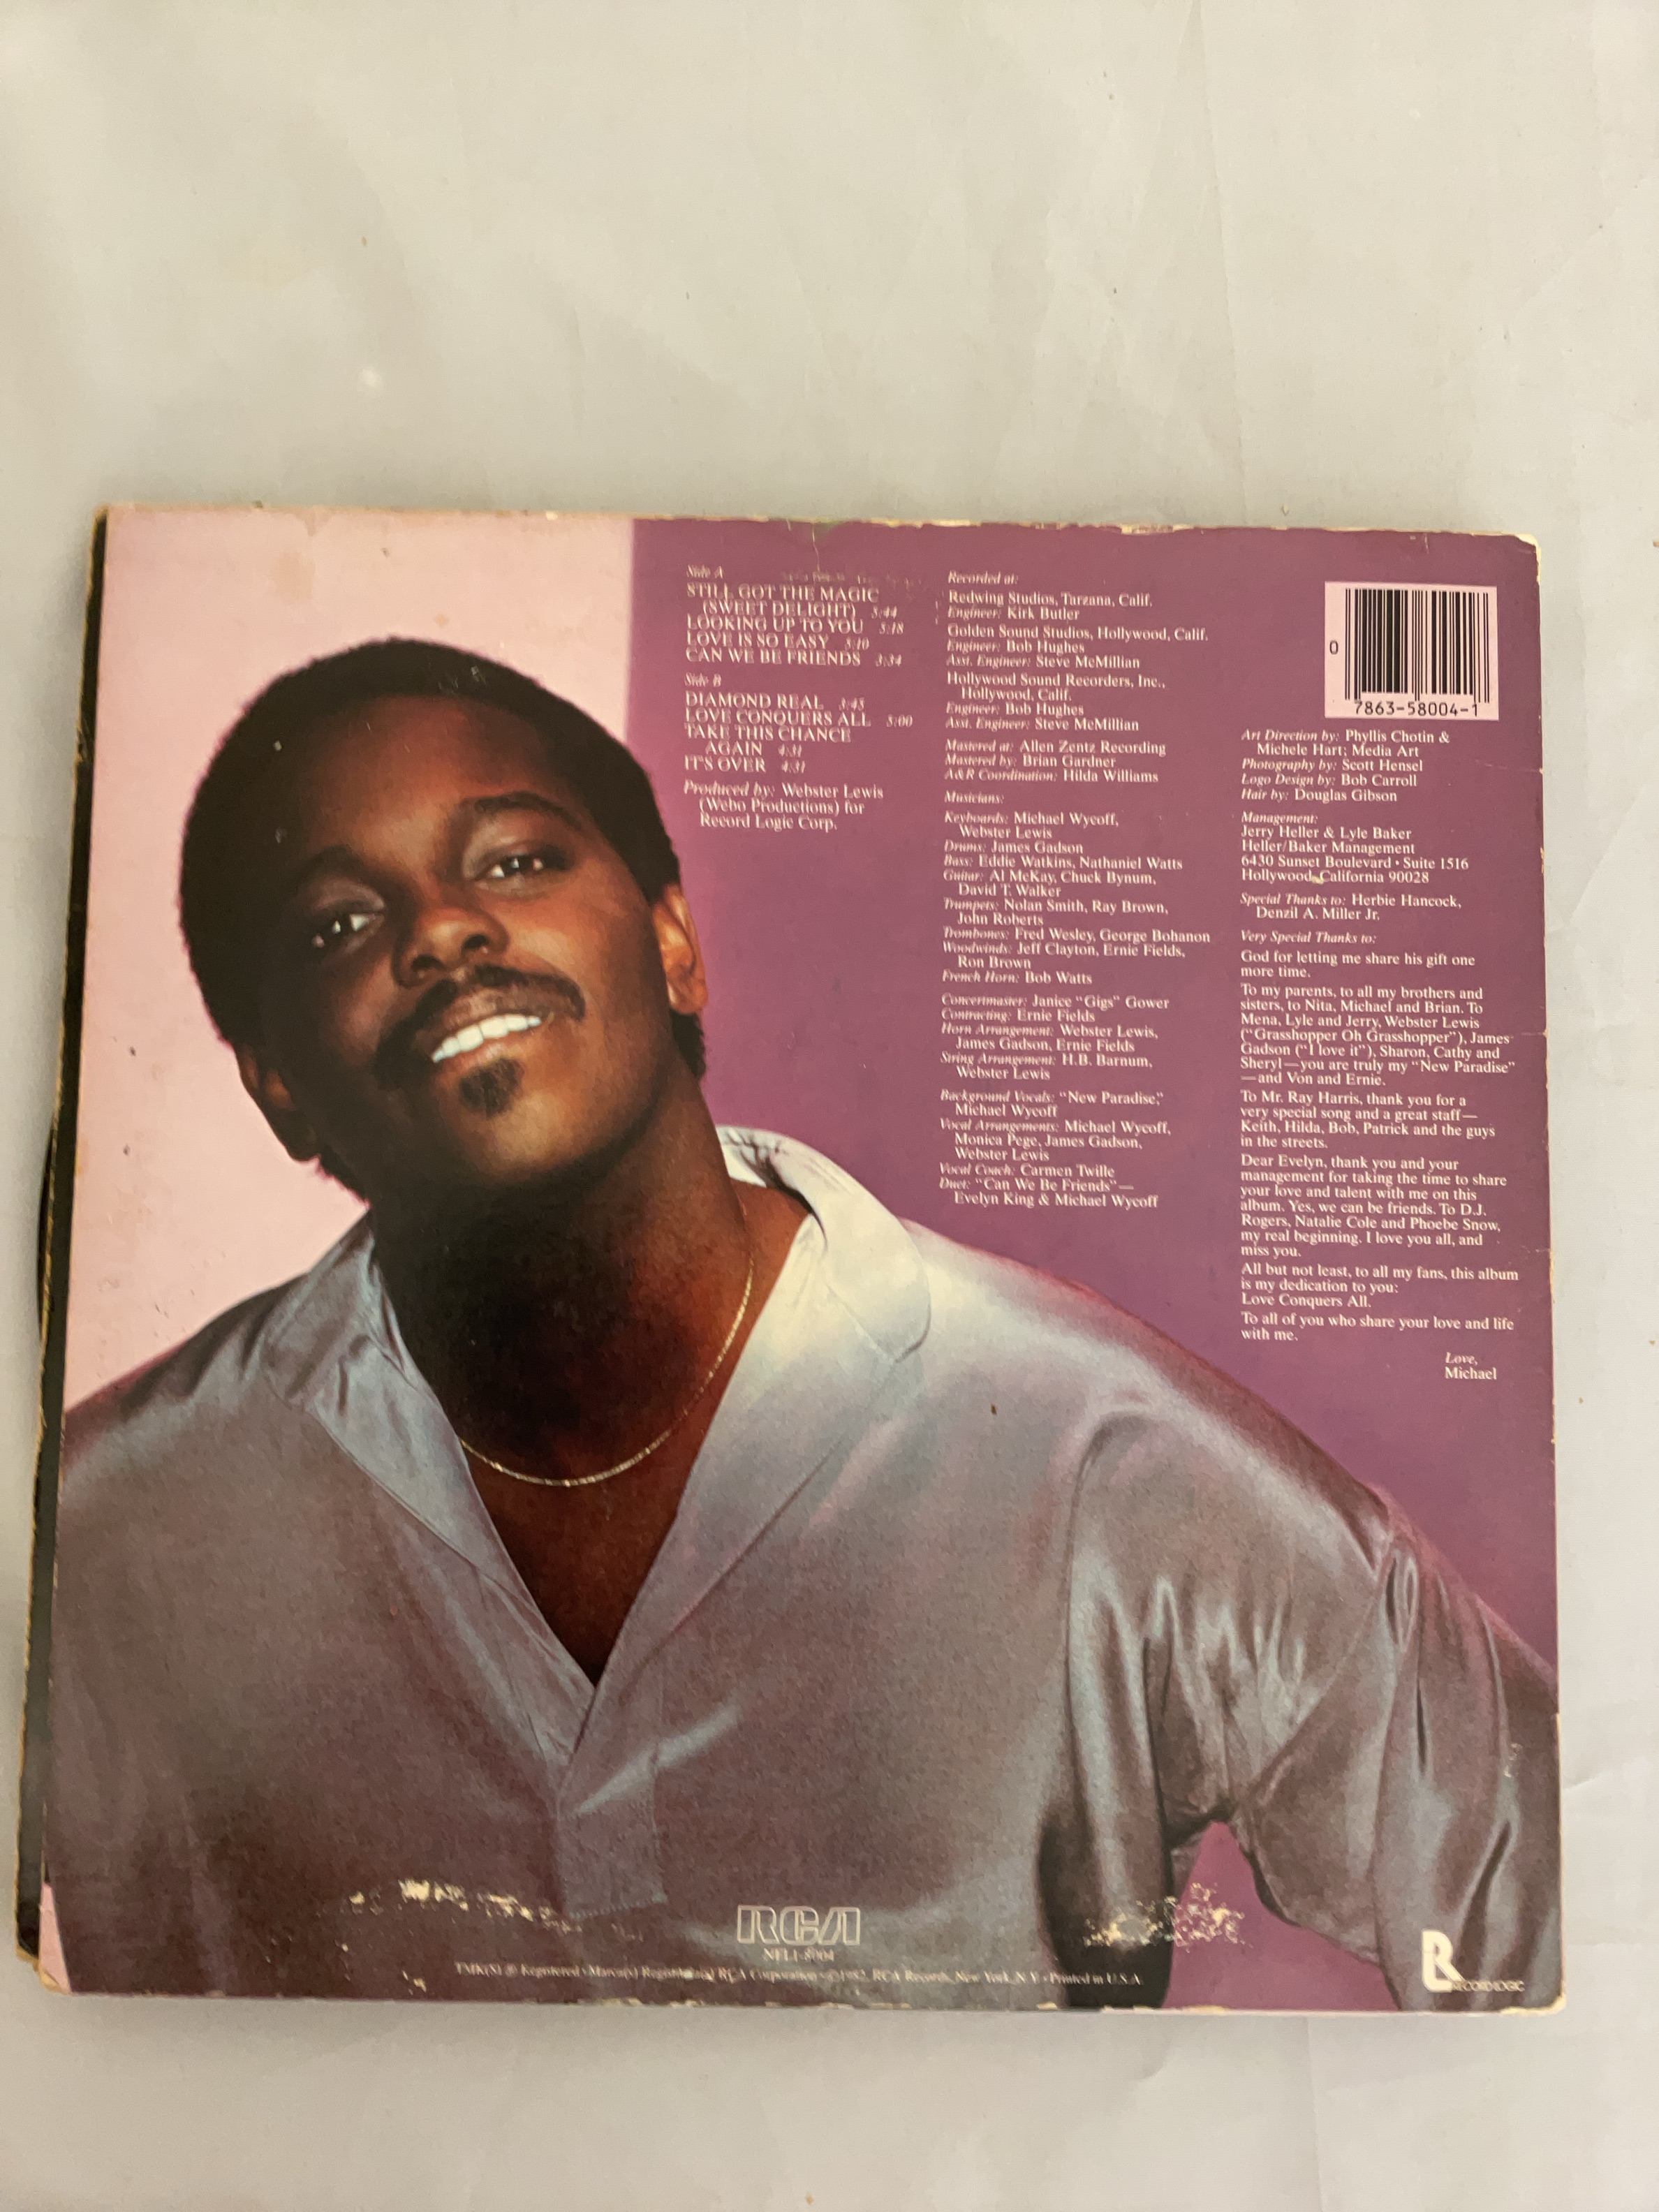 Side A
STILL GOT THE MAGIC
(SWEET DELIGHT) 5:44
LOOKING UP TO YOU 5:18
LOVE IS SO EASY 5:10
CAN WE BE FRIENDS 3:34
Side B
DIAMOND REAL 3:45
LOVE CONQUERS ALL 5:00
TAKE THIS CHANCE
AGAIN 4:31
IT'S OVER 4:31
Produced by: Webster Lewis
(Webo Productions) for
Record Logic Corp.
Recorded at:
Redwing Studios, Tarzana, Calif.
Engineer: Kirk Butler
Golden Sound Studios, Hollywood, Calif.
Engineer: Bob Hughes
Asst. Engineer: Steve McMillian
Hollywood Sound Recorders, Inc.,
Hollywood, Calif.
Engineer: Bob Hughes
Asst. Engineer: Steve McMillian
Mastered at: Allen Zentz Recording
Mastered by: Brian Gardner
A&R Coordination: Hilda Williams
Musicians:
Keyboards: Michael Wycoff,
Webster Lewis
Drums: James Gadson
Bass: Eddie Watkins, Nathaniel Watts
Guitar: Al McKay, Chuck Bynum,
David T. Walker
Trumpets: Nolan Smith, Ray Brown,
John Roberts
Trombones: Fred Wesley, George Bohanon
Woodwinds: Jeff Clayton, Ernie Fields,
Ron Brown
French Horn: Bob Watts
Concertmaster: Janice "Gigs" Gower
Contracting: Ernie Fields
Horn Arrangement: Webster Lewis,
James Gadson, Ernie Fields
String Arrangement: H.B. Barnum,
Webster Lewis
Background Vocals: "New Paradise,"
Michael Wycoff
Vocal Arrangements: Michael Wycoff,
Monica Pege, James Gadson,
Webster Lewis
Vocal Coach: Carmen Twille
Duet: "Can We Be Friends"—
Evelyn King & Michael Wycoff
0
7863-58004-1
Art Direction by: Phyllis Chotin &
Michele Hart; Media Art
Photography by: Scott Hensel
Logo Design by: Bob Carroll
Hair by: Douglas Gibson
Management:
Jerry Heller & Lyle Baker
Heller/Baker Management
6430 Sunset Boulevard • Suite 1516
Hollywood, California 90028
Special Thanks to: Herbie Hancock,
Denzil A. Miller Jr.
Very Special Thanks to:
God for letting me share his gift one
more time.
To my parents, to all my brothers and
sisters, to Nita, Michael and Brian. To
Mena, Lyle and Jerry, Webster Lewis
("Grasshopper Oh Grasshopper"), James
Gadson ("I love it"), Sharon, Cathy and
Sheryl—you are truly my "New Paradise"
—and Von and Ernie.
To Mr. Ray Harris, thank you for a
very special song and a great staff—
Keith, Hilda, Bob, Patrick and the guys
in the streets.
Dear Evelyn, thank you and your
management for taking the time to share
your love and talent with me on this
album. Yes, we can be friends. To D.J.
Rogers, Natalie Cole and Phoebe Snow,
my real beginning. I love you all, and
miss you.
All but not least, to all my fans, this album
is my dedication to you:
Love Conquers All.
To all of you who share your love and life
with me.
Love,
Michael
RCA
NFL1-8004
TMK(S) ® Registered • Marca(s) Registrada(s) RCA Corporation • ©1982, RCA Records, New York, N.Y. • Printed in U.S.A.
RECORD LOGIC